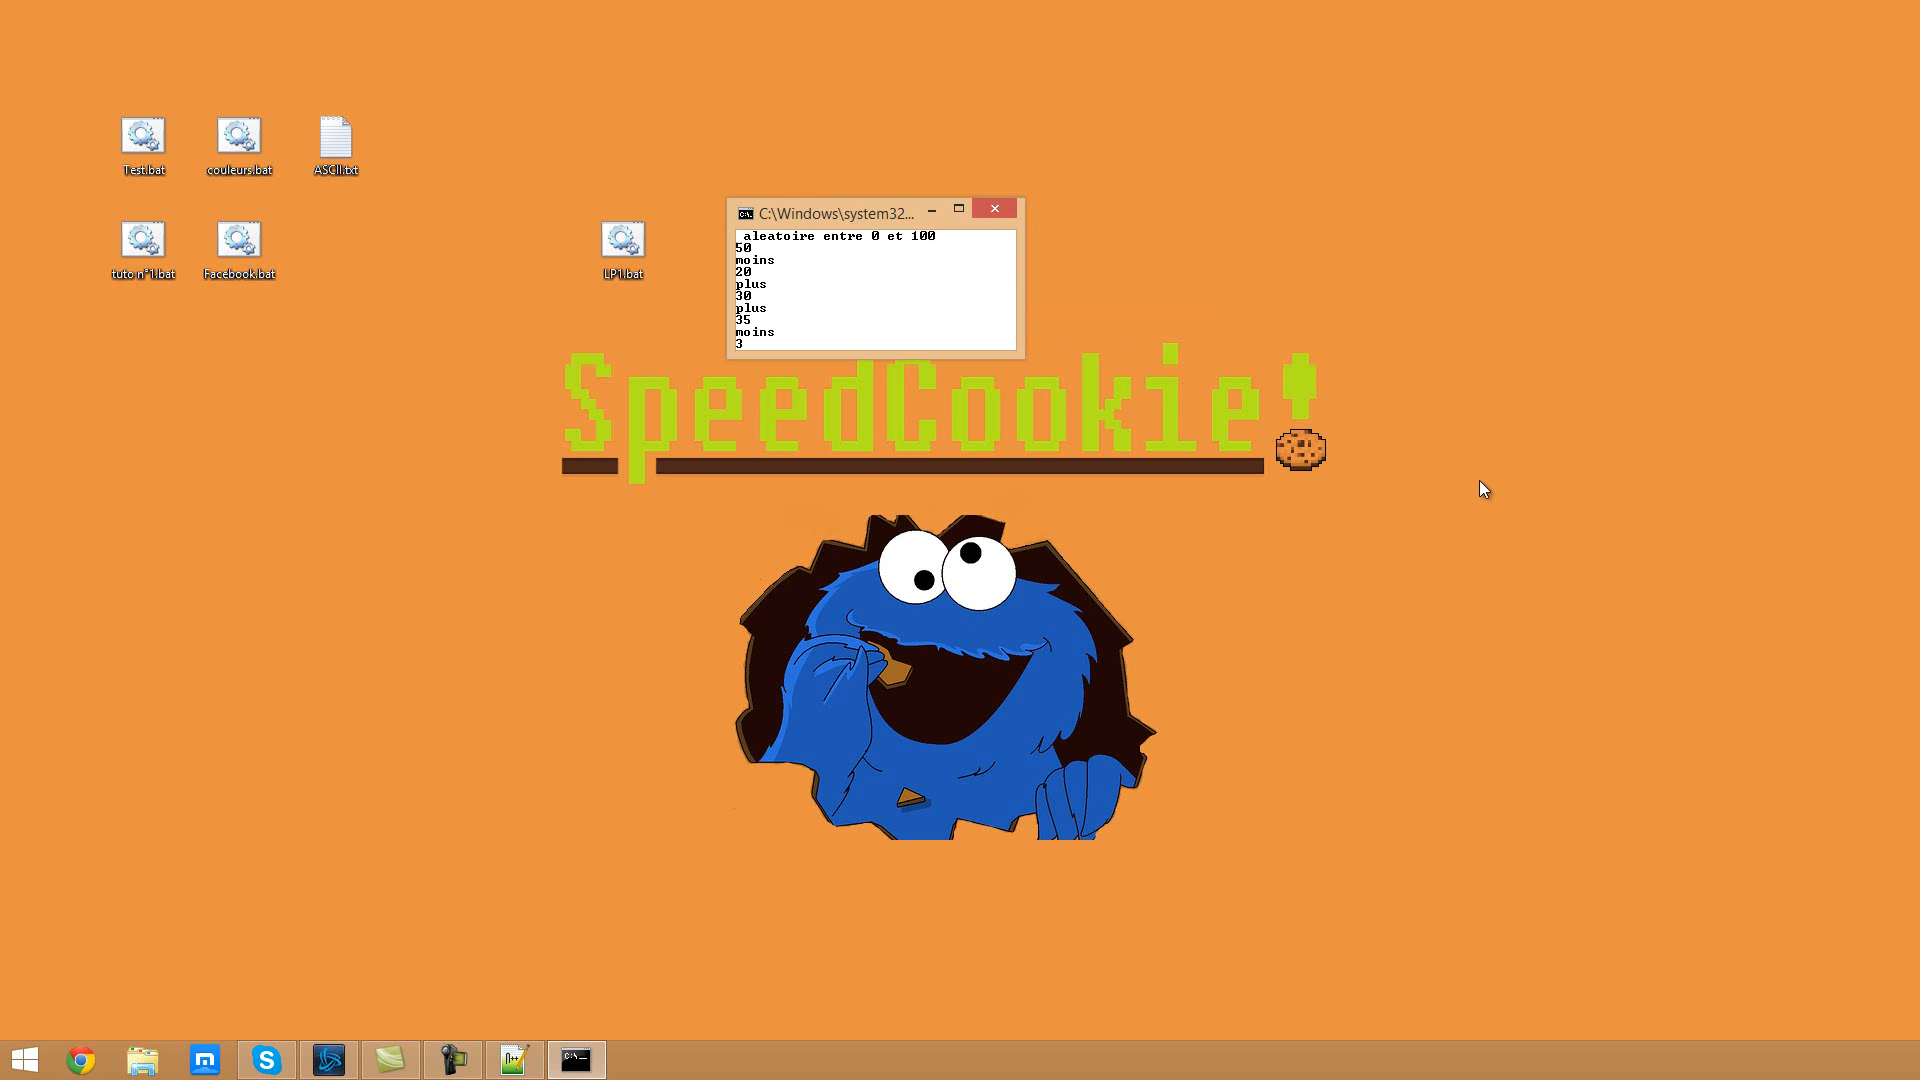 Test.bat
couleurs.bat
ASCII.txt
tuto n°1.bat
Facebook.bat
LP1.bat
C:\Windows\system32...
aleatoire entre 0 et 100
50
moins
20
plus
30
plus
35
moins
3
SpeedCookie!